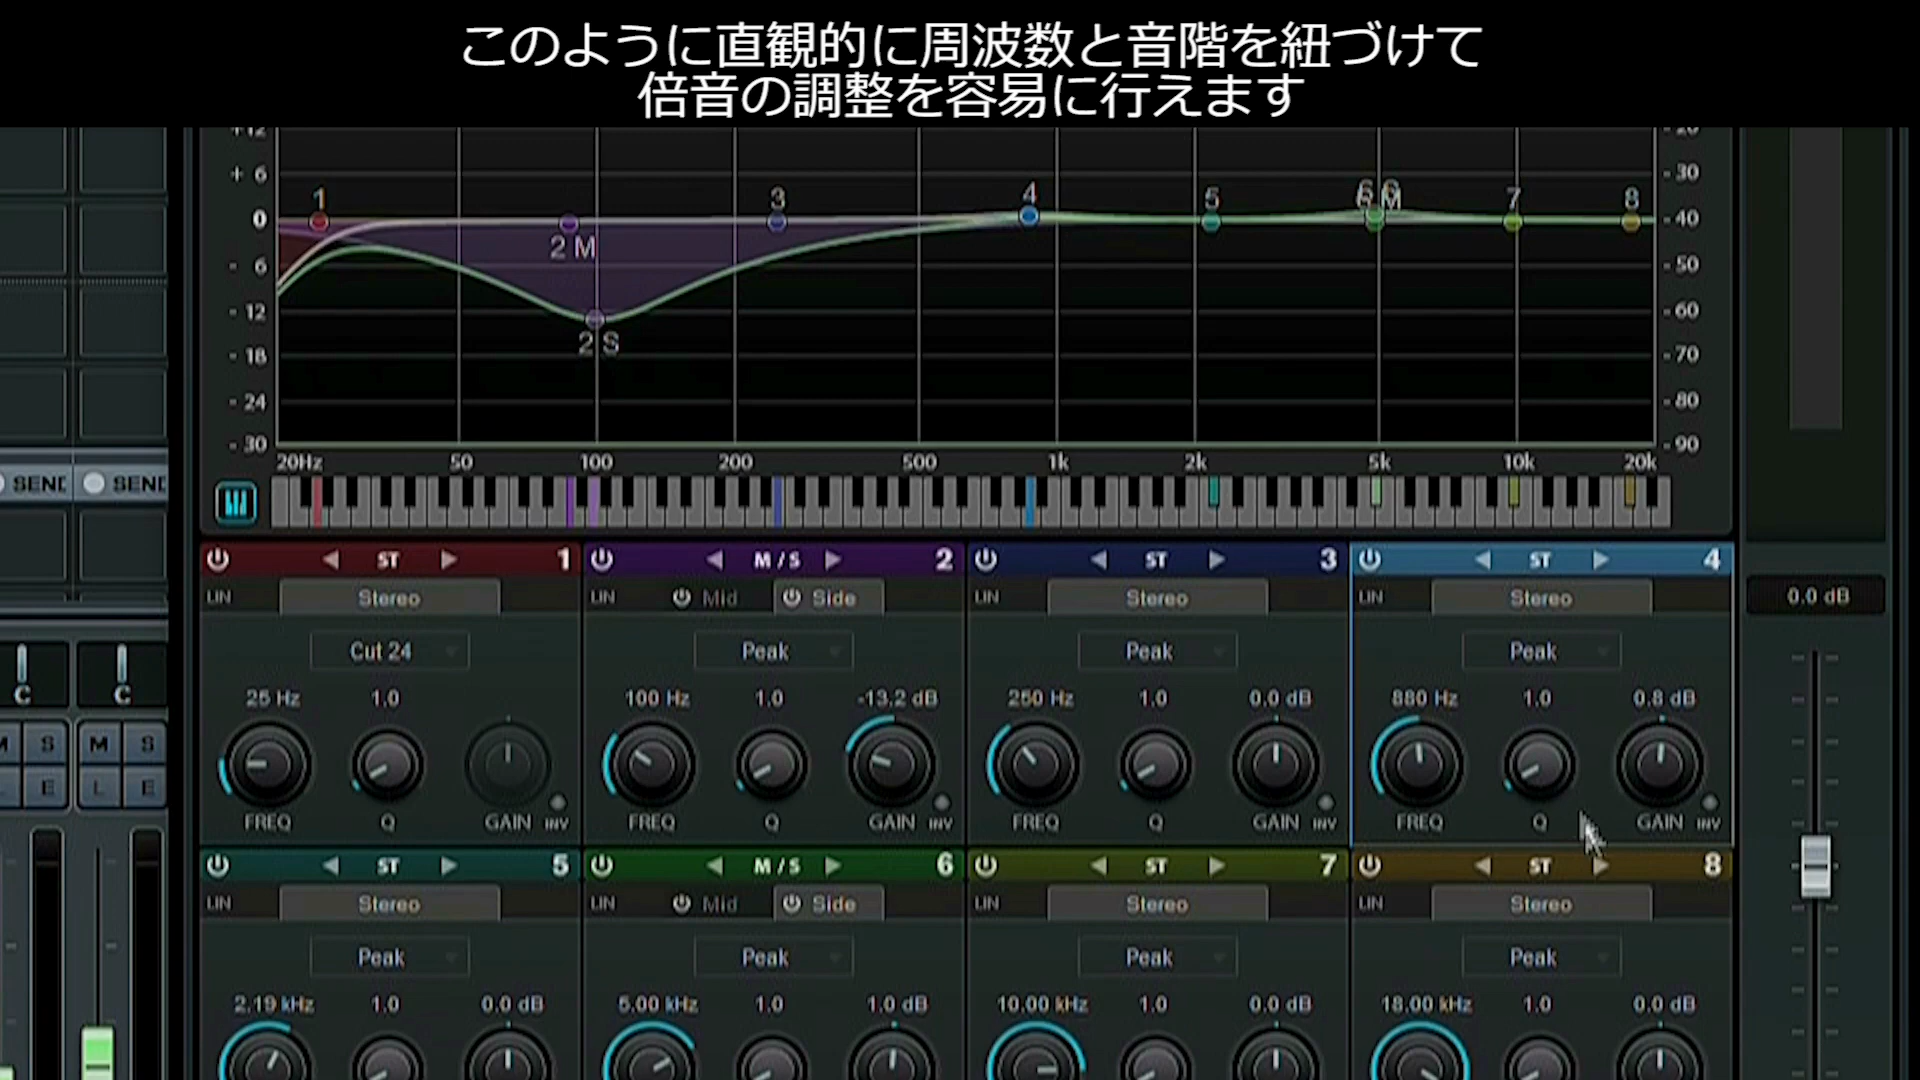 このように直観的に周波数と音階を紐づけて
倍音の調整を容易に行えます
+12 20
+ 6 1 3 4 5 7 8 - 30
0 - 40
2 M
- 6 - 50
- 12 - 60
2 S
- 18 - 70
- 24 - 80
- 30 - 90
20Hz 50 100 200 500 1k 2k 5k 10k 20k
SEND SEND
ST 1 M / S 2 ST 3 ST 4
LIN Stereo LIN Mid Side LIN Stereo LIN Stereo
0.0 dB
Cut 24 Peak Peak Peak
25 Hz 1.0 100 Hz 1.0 -13.2 dB 250 Hz 1.0 0.0 dB 880 Hz 1.0 0.8 dB
C C
M S M S
L E L E
FREQ Q GAIN INV FREQ Q GAIN INV FREQ Q GAIN INV FREQ Q GAIN INV
ST 5 M / S 6 ST 7 ST 8
LIN Stereo LIN Mid Side LIN Stereo LIN Stereo
Peak Peak Peak Peak
2.19 kHz 1.0 0.0 dB 5.00 kHz 1.0 1.0 dB 10.00 kHz 1.0 0.0 dB 18.00 kHz 1.0 0.0 dB